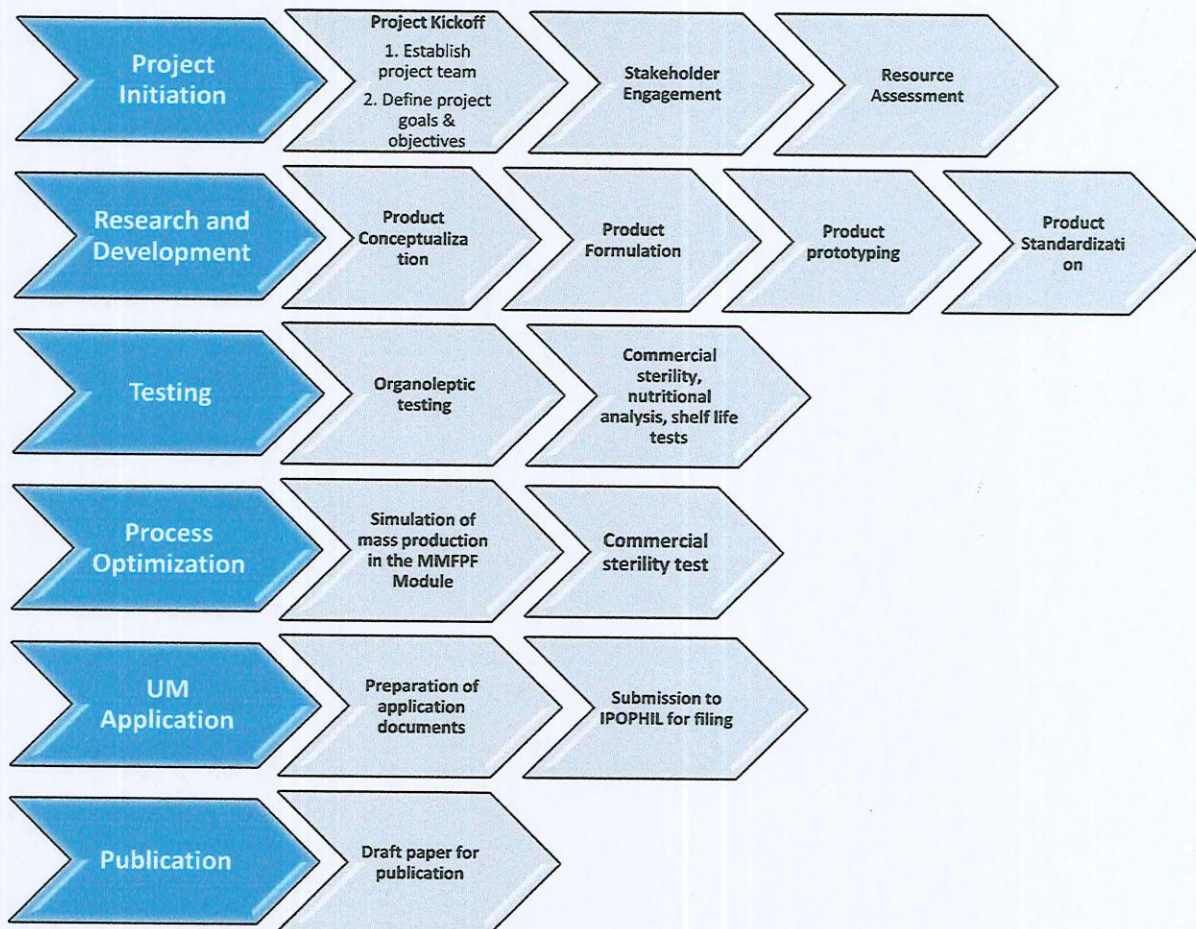 Project
Initiation
Project Kickoff
1. Establish
project team
2. Define project
goals &
objectives
Stakeholder
Engagement
Resource
Assessment
Research and
Development
Product
Conceptualiza
tion
Product
Formulation
Product
prototyping
Product
Standardizati
on
Testing
Organoleptic
testing
Commercial
sterility,
nutritional
analysis, shelf life
tests
Process
Optimization
Simulation of
mass production
in the MMFPF
Module
Commercial
sterility test
UM
Application
Preparation of
application
documents
Submission to
IPOPHIL for filing
Publication
Draft paper for
publication